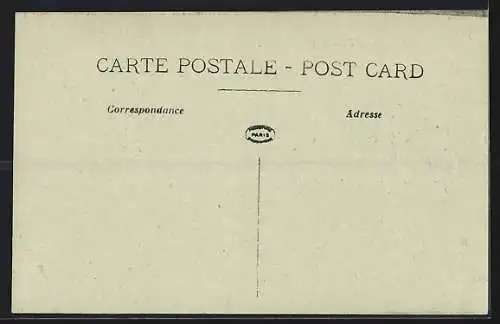 CARTE POSTALE - POST CARD
Correspondance
Adresse
PARIS